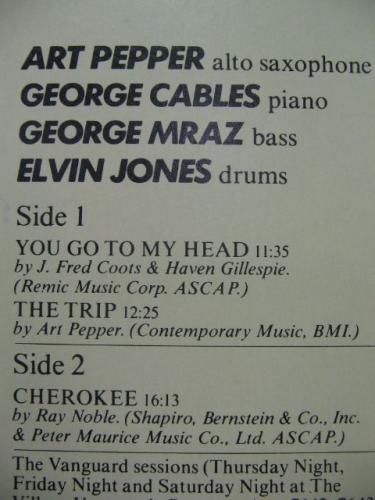 ART PEPPER alto saxophone
GEORGE CABLES piano
GEORGE MRAZ bass
ELVIN JONES drums
Side 1
YOU GO TO MY HEAD 11:35
by J. Fred Coots & Haven Gillespie.
(Remic Music Corp. ASCAP.)
THE TRIP 12:25
by Art Pepper. (Contemporary Music, BMI.)
Side 2
CHEROKEE 16:13
by Ray Noble. (Shapiro, Bernstein & Co., Inc.
& Peter Maurice Music Co., Ltd. ASCAP.)
The Vanguard sessions (Thursday Night,
Friday Night and Saturday Night at The